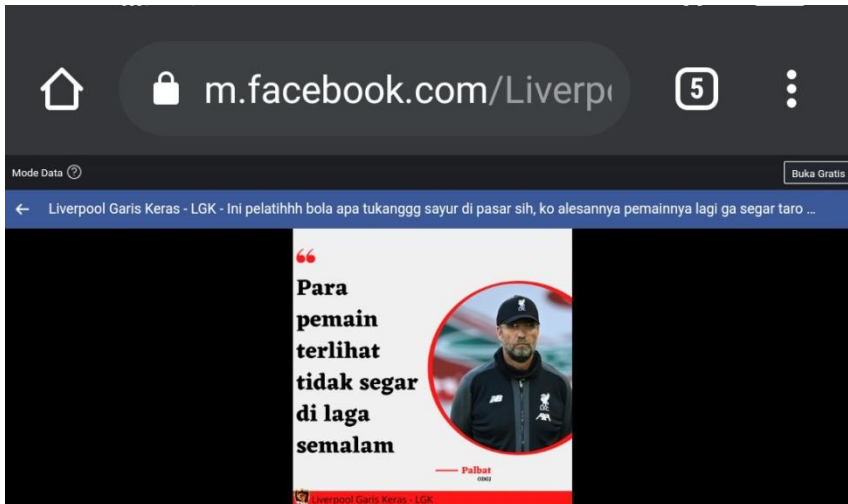 m.facebook.com/Liverp
5
Mode Data ?
Buka Gratis
Liverpool Garis Keras - LGK - Ini pelatihhh bola apa tukanggg sayur di pasar sih, ko alesannya pemainnya lagi ga segar taro ...
Para
pemain
terlihat
tidak segar
di laga
semalam
Palbat
Liverpool Garis Keras - LGK